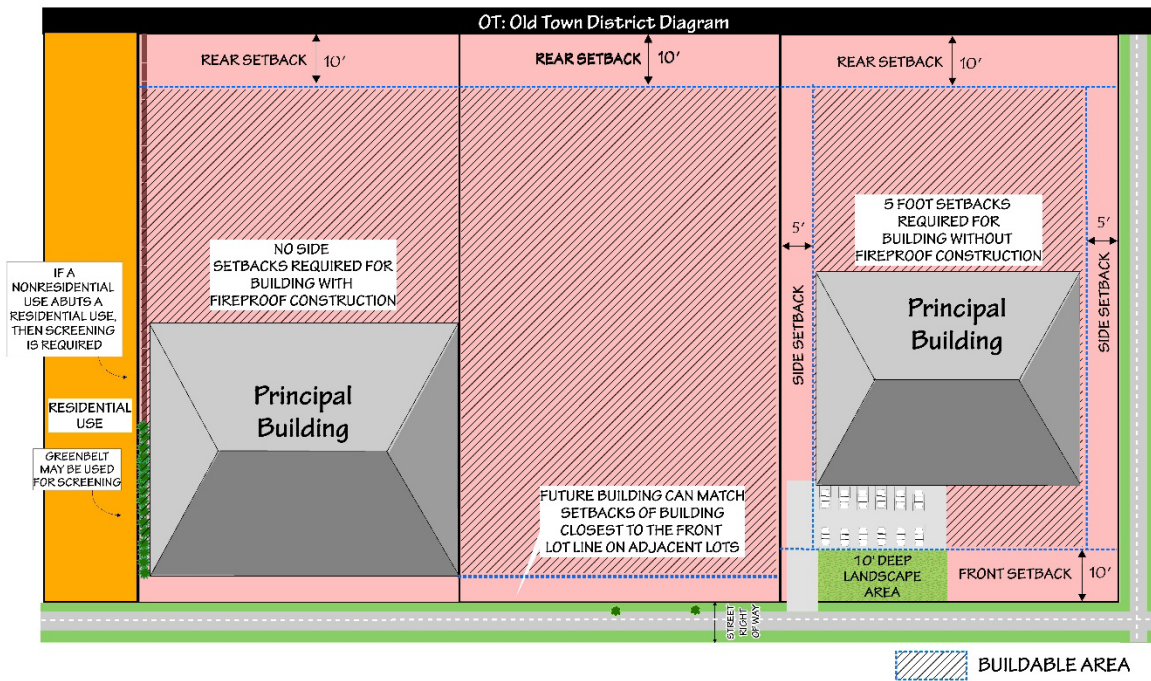 OT: Old Town District Diagram
REAR SETBACK
10'
REAR SETBACK
10'
REAR SETBACK
10'
NO SIDE
SETBACKS REQUIRED FOR
BUILDING WITH
FIREPROOF CONSTRUCTION
5 FOOT SETBACKS
REQUIRED FOR
BUILDING WITHOUT
FIREPROOF CONSTRUCTION
5'
5'
SIDE SETBACK
SIDE SETBACK
IF A
NONRESIDENTIAL
USE ABUTS A
RESIDENTIAL USE,
THEN SCREENING
IS REQUIRED
RESIDENTIAL
USE
GREENBELT
MAY BE USED
FOR SCREENING
Principal
Building
Principal
Building
FUTURE BUILDING CAN MATCH
SETBACKS OF BUILDING
CLOSEST TO THE FRONT
LOT LINE ON ADJACENT LOTS
10' DEEP
LANDSCAPE
AREA
FRONT SETBACK
10'
STREET
RIGHT
OF WAY
BUILDABLE AREA